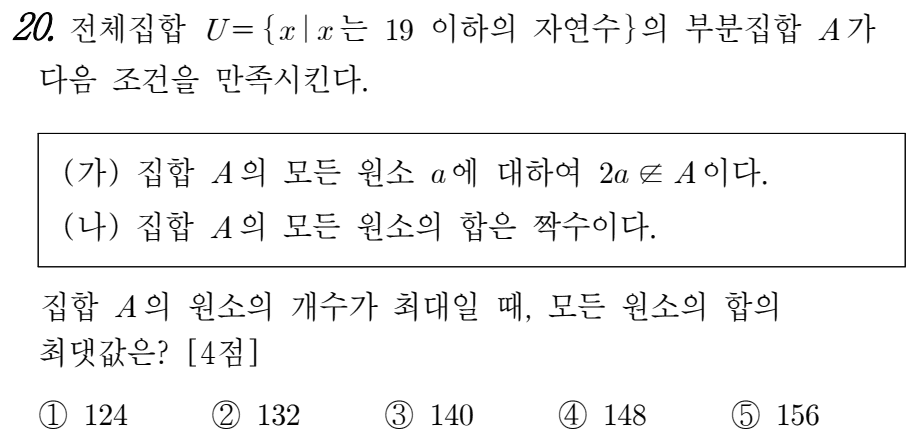 20. 전체집합 U={x|x는 19 이하의 자연수}의 부분집합 A가
다음 조건을 만족시킨다.
(가) 집합 A의 모든 원소 a에 대하여 2a∉A이다.
(나) 집합 A의 모든 원소의 합은 짝수이다.
집합 A의 원소의 개수가 최대일 때, 모든 원소의 합의
최댓값은? [4점]
① 124 ② 132 ③ 140 ④ 148 ⑤ 156